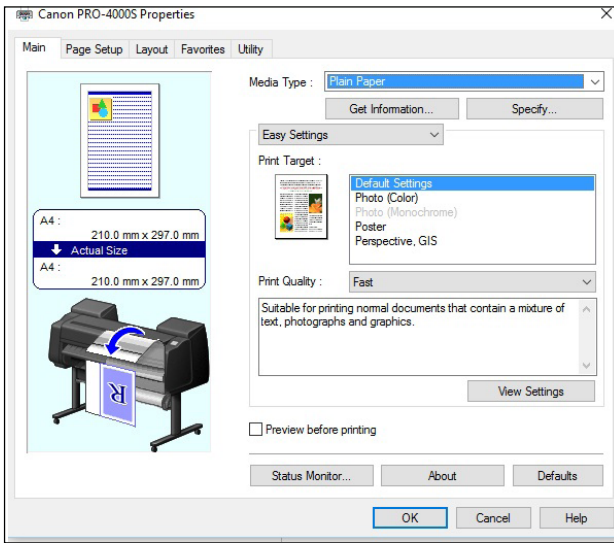 Canon PRO-4000S Properties
Main Page Setup Layout Favorites Utility
Media Type : Plain Paper
Get Information... Specify...
Easy Settings
Print Target :
Default Settings
Photo (Color)
Photo (Monochrome)
Poster
Perspective, GIS
A4 :
210.0 mm x 297.0 mm
Actual Size
A4 :
210.0 mm x 297.0 mm
R
Print Quality : Fast
Suitable for printing normal documents that contain a mixture of
text, photographs and graphics.
View Settings
Preview before printing
Status Monitor... About Defaults
OK Cancel Help